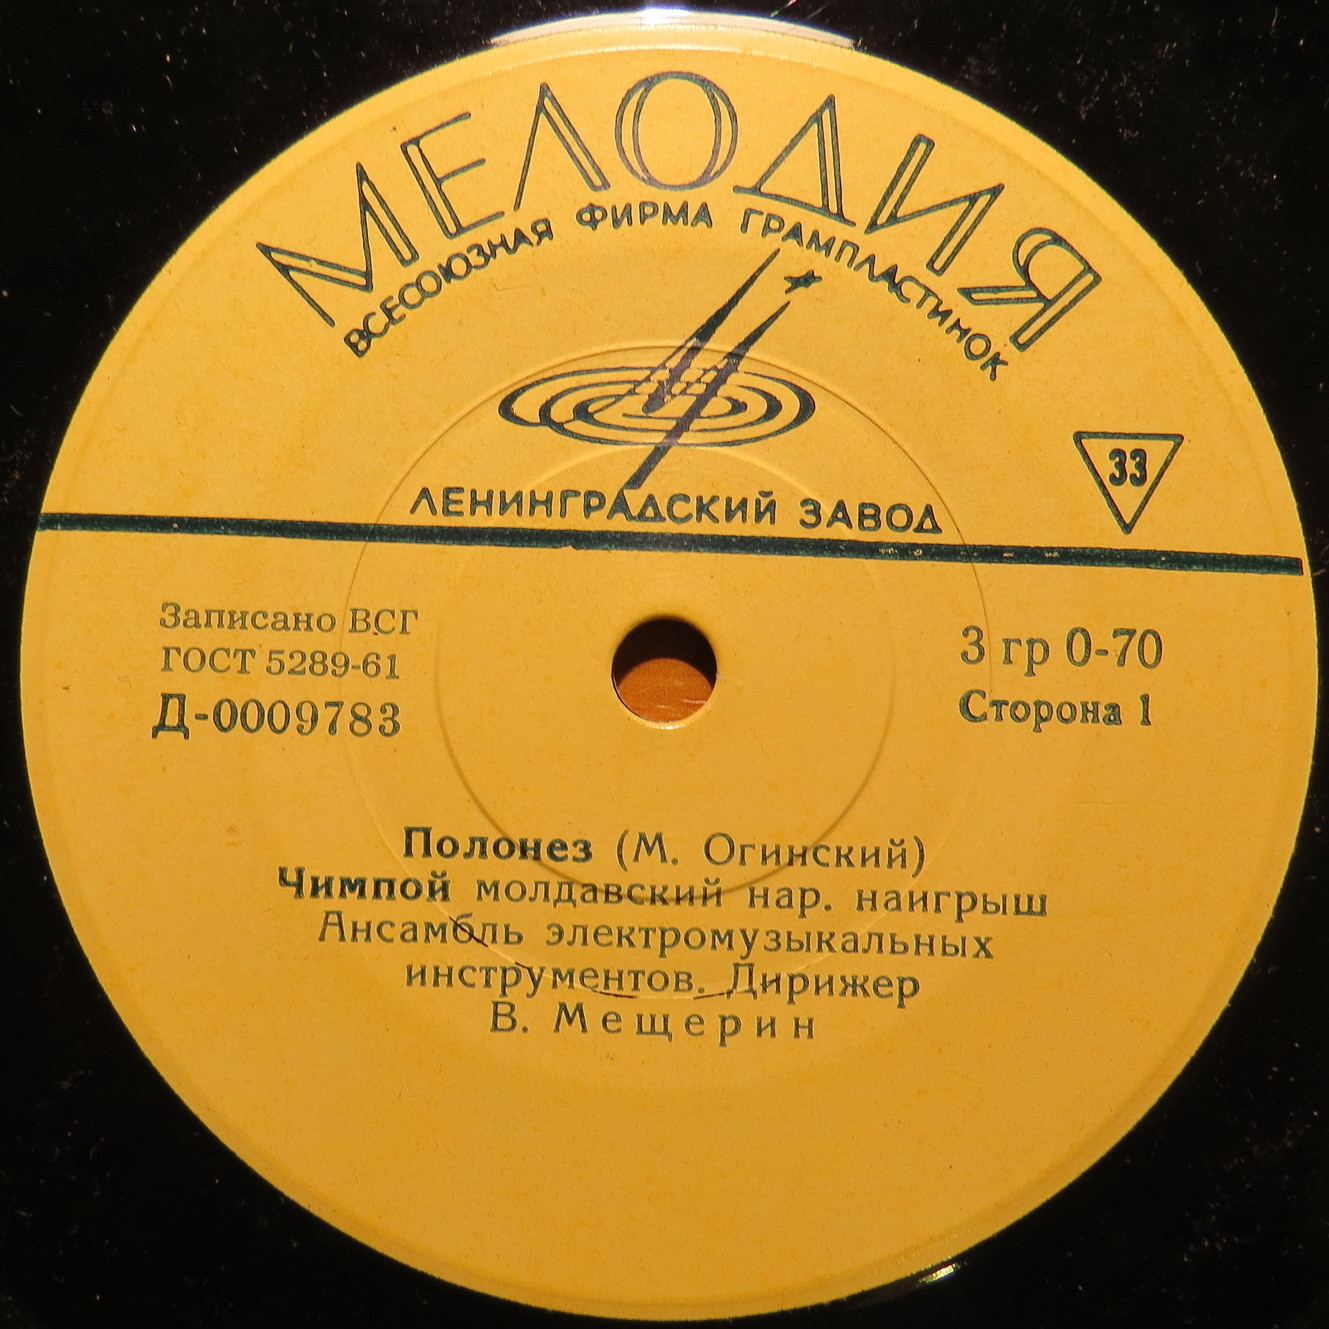 МЕЛОДИЯ
ВСЕСОЮЗНАЯ ФИРМА ГРАМПЛАСТИНОК
33
ЛЕНИНГРАДСКИЙ ЗАВОД
Записано ВСГ
ГОСТ 5289-61
Д-0009783
3 гр 0-70
Сторона 1
Полонез (М. Огинский)
Чимпой молдавский нар. наигрыш
Ансамбль электромузыкальных
инструментов. Дирижер
В. Мещерин